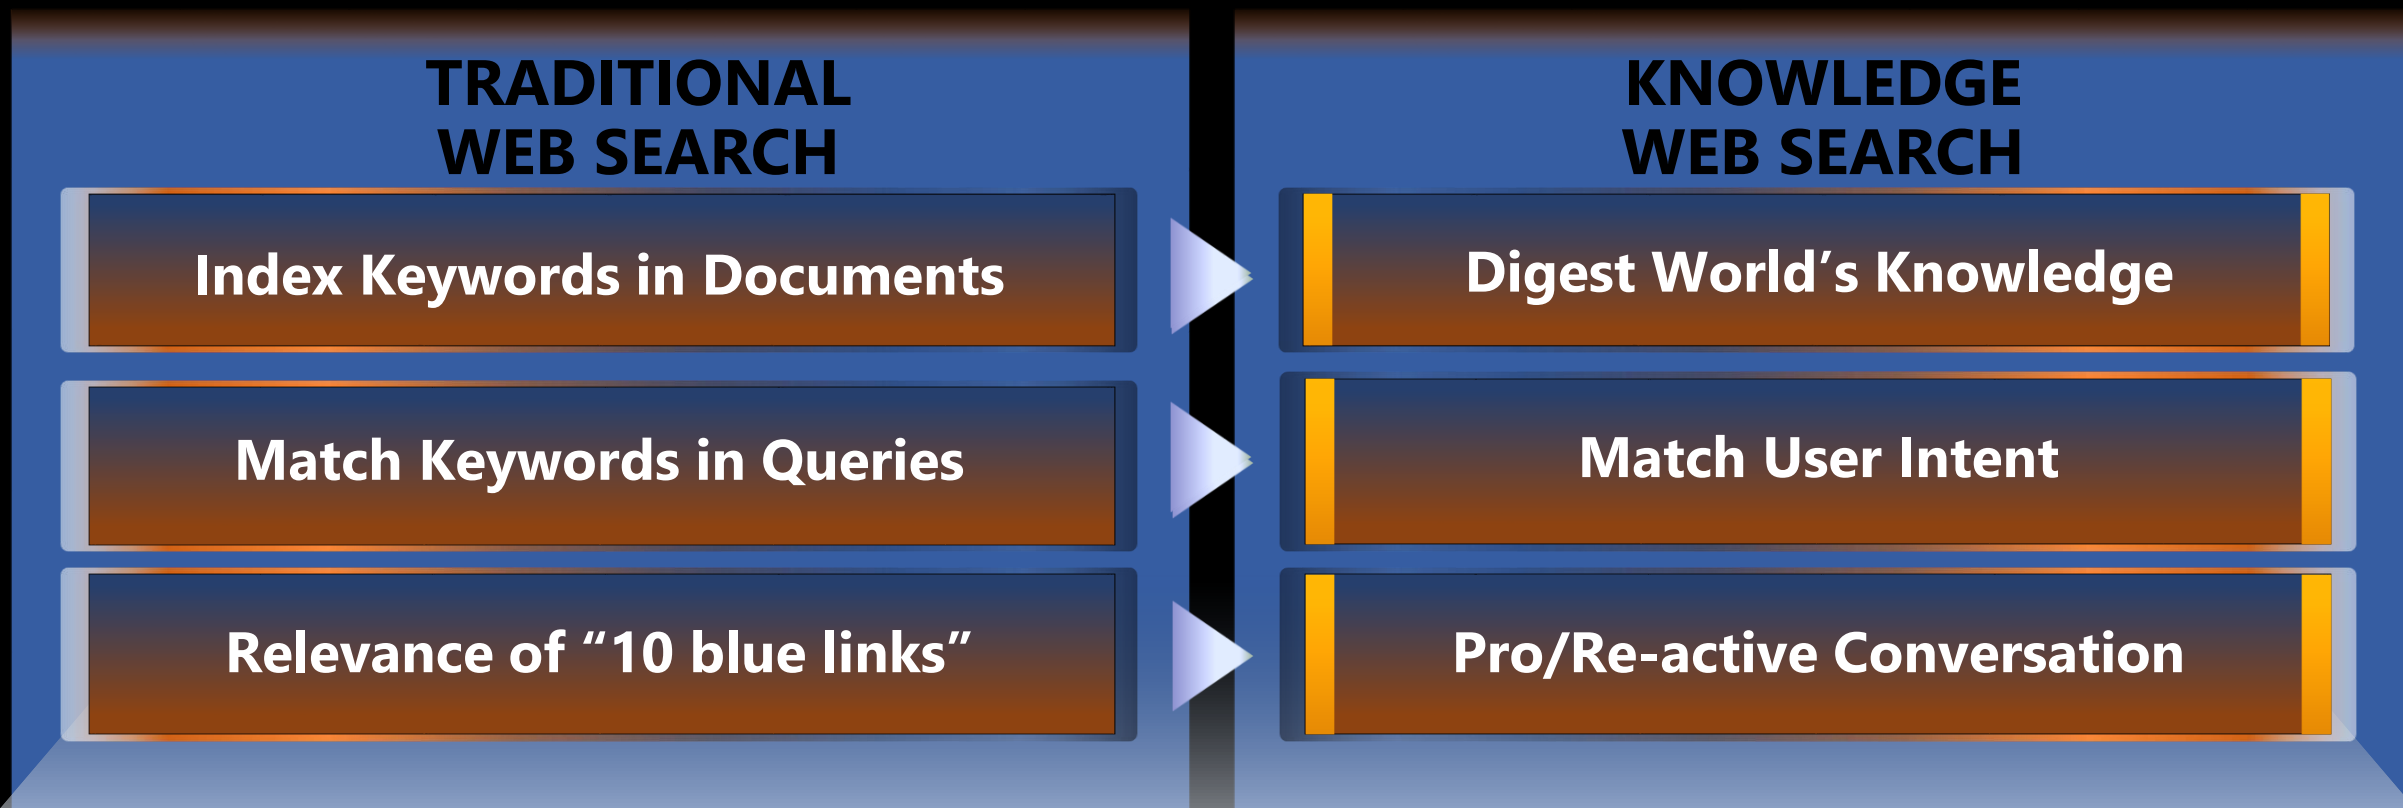 TRADITIONAL
WEB SEARCH
Index Keywords in Documents
Match Keywords in Queries
Relevance of “10 blue links”
KNOWLEDGE
WEB SEARCH
Digest World’s Knowledge
Match User Intent
Pro/Re-active Conversation